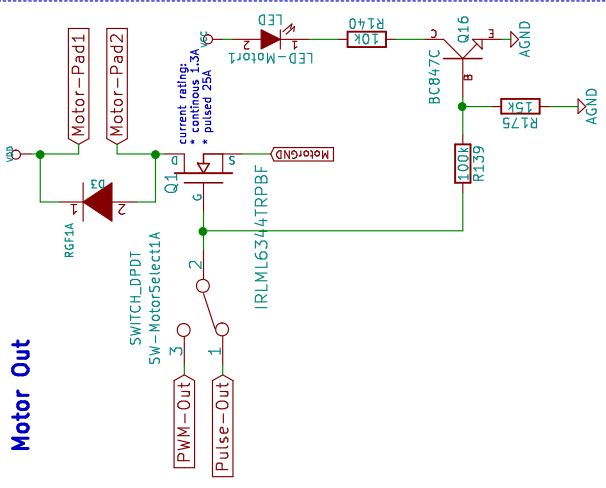 Motor Out
VDD
Motor-Pad1
Motor-Pad2
D3
1
2
RGF1A
current rating:
* continous 1.3A
* pulsed 25A
VCC
LED
2
1
LED-Motor1
R140
10k
C
Q16
E
B
BC847C
AGND
15k
R175
AGND
100k
R139
D
S
G
Q1
MotorGND
IRLML6344TRPBF
SWITCH_DPDT
SW-MotorSelect1A
2
3
1
PWM-Out
Pulse-Out